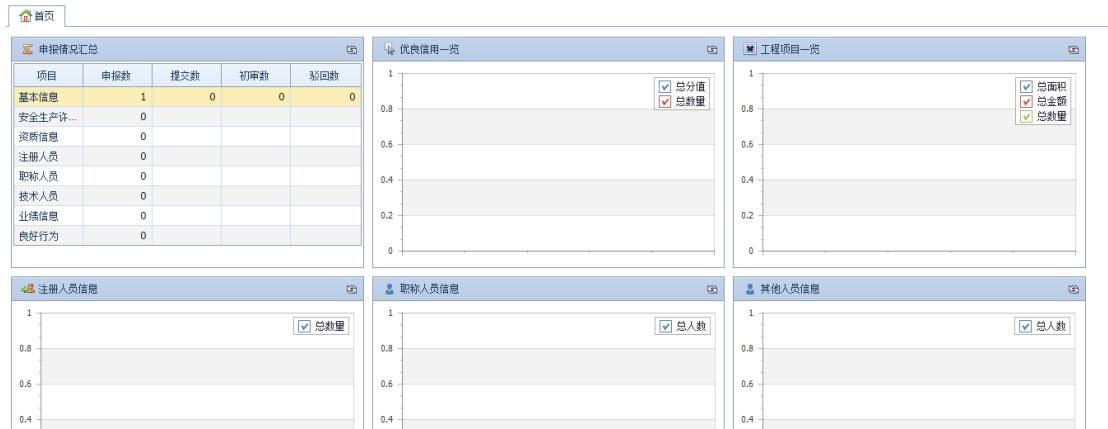 首页
申报情况汇总
项目 申报数 提交数 初审数 驳回数
基本信息 1 0 0 0
安全生产许... 0
资质信息 0
注册人员 0
职称人员 0
技术人员 0
业绩信息 0
良好行为 0
优良信用一览
总分值
总数量
1
0.8
0.6
0.4
0.2
0
工程项目一览
总面积
总金额
总数量
1
0.8
0.6
0.4
0.2
0
注册人员信息
总数量
1
0.8
0.6
0.4
职称人员信息
总人数
1
0.8
0.6
0.4
其他人员信息
总人数
1
0.8
0.6
0.4